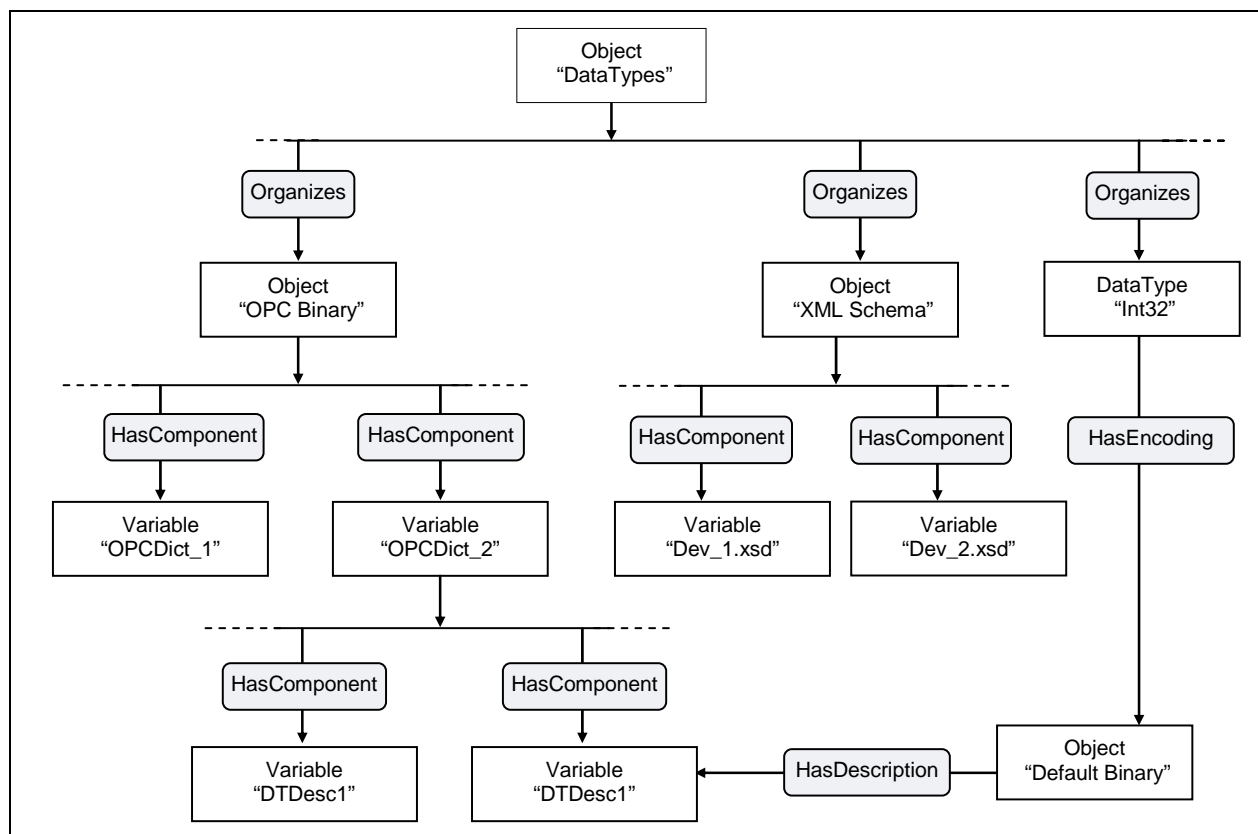 Object
“DataTypes”
Organizes
Organizes
Organizes
Object
“OPC Binary”
Object
“XML Schema”
DataType
“Int32”
HasComponent
HasComponent
HasComponent
HasComponent
HasEncoding
Variable
“OPCDict_1”
Variable
“OPCDict_2”
Variable
“Dev_1.xsd”
Variable
“Dev_2.xsd”
HasComponent
HasComponent
Variable
“DTDesc1”
Variable
“DTDesc1”
HasDescription
Object
“Default Binary”